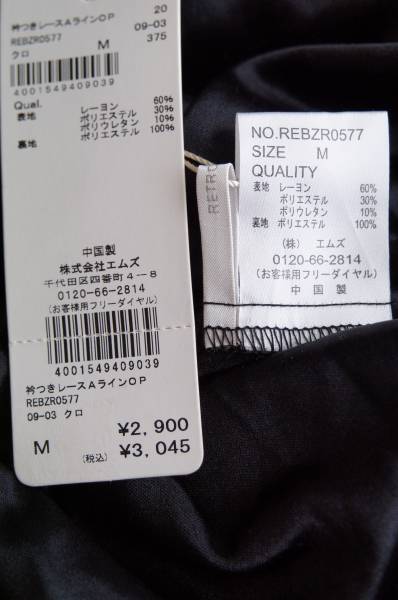 20
衿つきレースAラインOP
REBZR0577 09-03
M 375
クロ
4001549409039
Qual.
表地 レーヨン 60%
ポリエステル 30%
ポリウレタン 10%
裏地 ポリエステル 100%
中国製
株式会社エムズ
千代田区四番町4-8
0120-66-2814
(お客様用フリーダイヤル)
4001549409039
衿つきレースAラインOP
REBZR0577
09-03 クロ
M ¥2,900
(税込) ¥3,045
RETRO
NO.REBZR0577
SIZE M
QUALITY
表地 レーヨン 60%
ポリエステル 30%
ポリウレタン 10%
裏地 ポリエステル 100%
(株) エムズ
0120-66-2814
(お客様用フリーダイヤル)
中国製